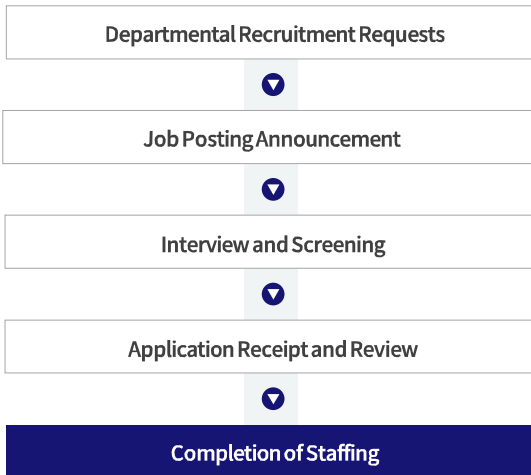 Departmental Recruitment Requests
Job Posting Announcement
Interview and Screening
Application Receipt and Review
Completion of Staffing